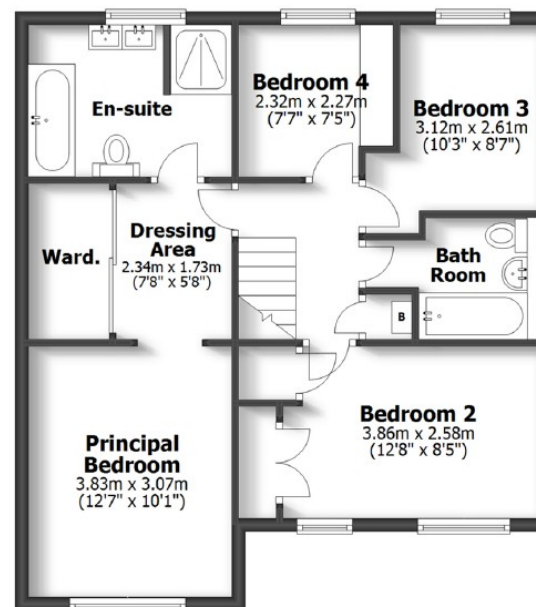 En-suite
Bedroom 4
2.32m x 2.27m
(7'7" x 7'5")
Bedroom 3
3.12m x 2.61m
(10'3" x 8'7")
Ward.
Dressing
Area
2.34m x 1.73m
(7'8" x 5'8")
Bath
Room
B
Principal
Bedroom
3.83m x 3.07m
(12'7" x 10'1")
Bedroom 2
3.86m x 2.58m
(12'8" x 8'5")